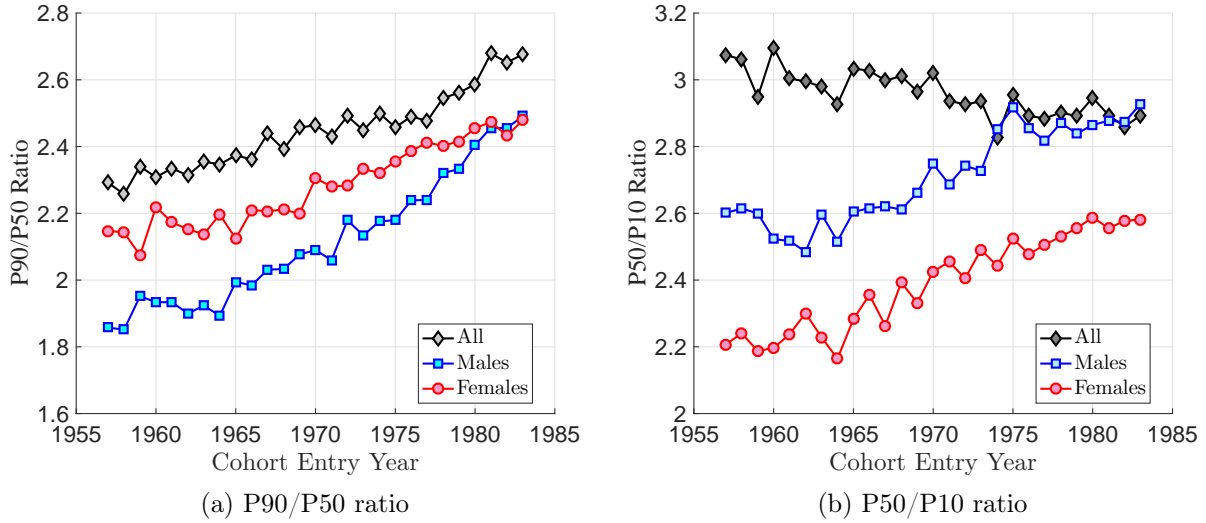 2.8
2.6
2.4
2.2
2
1.8
1.6
P90/P50 Ratio
1955 1960 1965 1970 1975 1980 1985
Cohort Entry Year
All
Males
Females
(a) P90/P50 ratio
3.2
3
2.8
2.6
2.4
2.2
2
P50/P10 Ratio
1955 1960 1965 1970 1975 1980 1985
Cohort Entry Year
All
Males
Females
(b) P50/P10 ratio